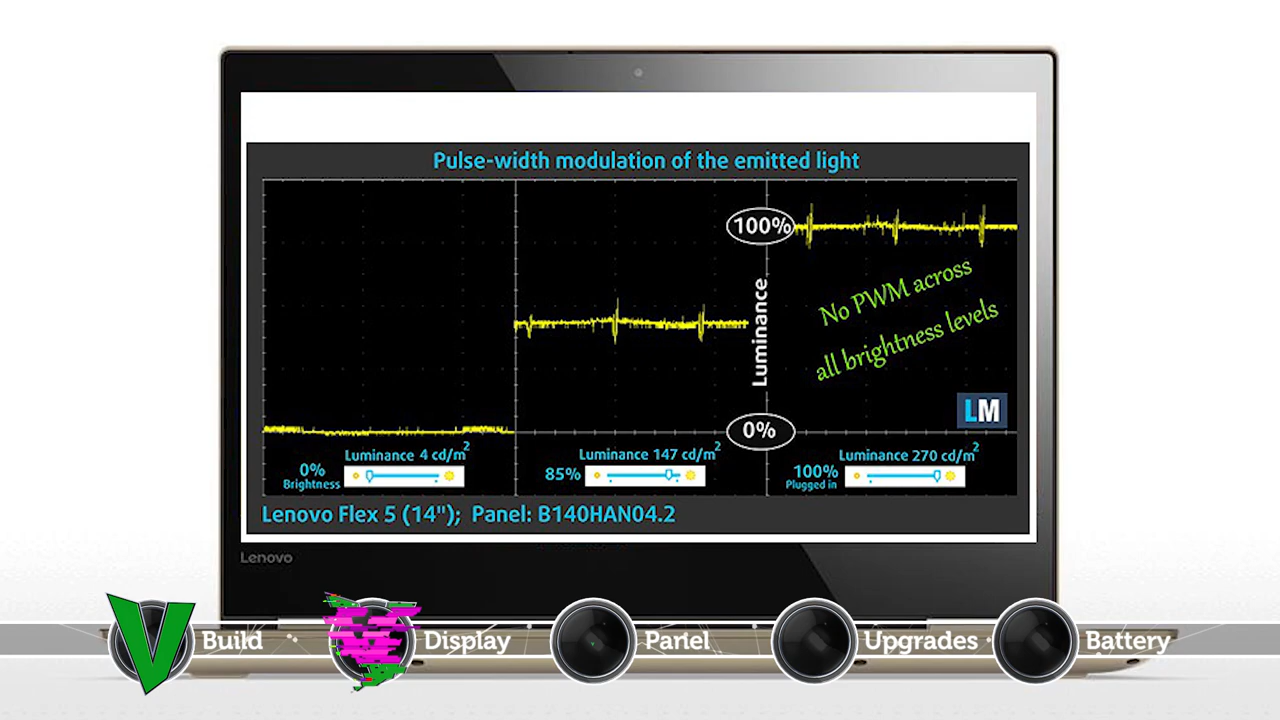 Pulse-width modulation of the emitted light
100%
No PWM across
all brightness levels
Luminance
LM
0%
Luminance 4 cd/m²
0%
Brightness
Luminance 147 cd/m²
85%
Luminance 270 cd/m²
100%
Plugged in
Lenovo Flex 5 (14"); Panel: B140HAN04.2
Lenovo
Build Display Panel Upgrades Battery